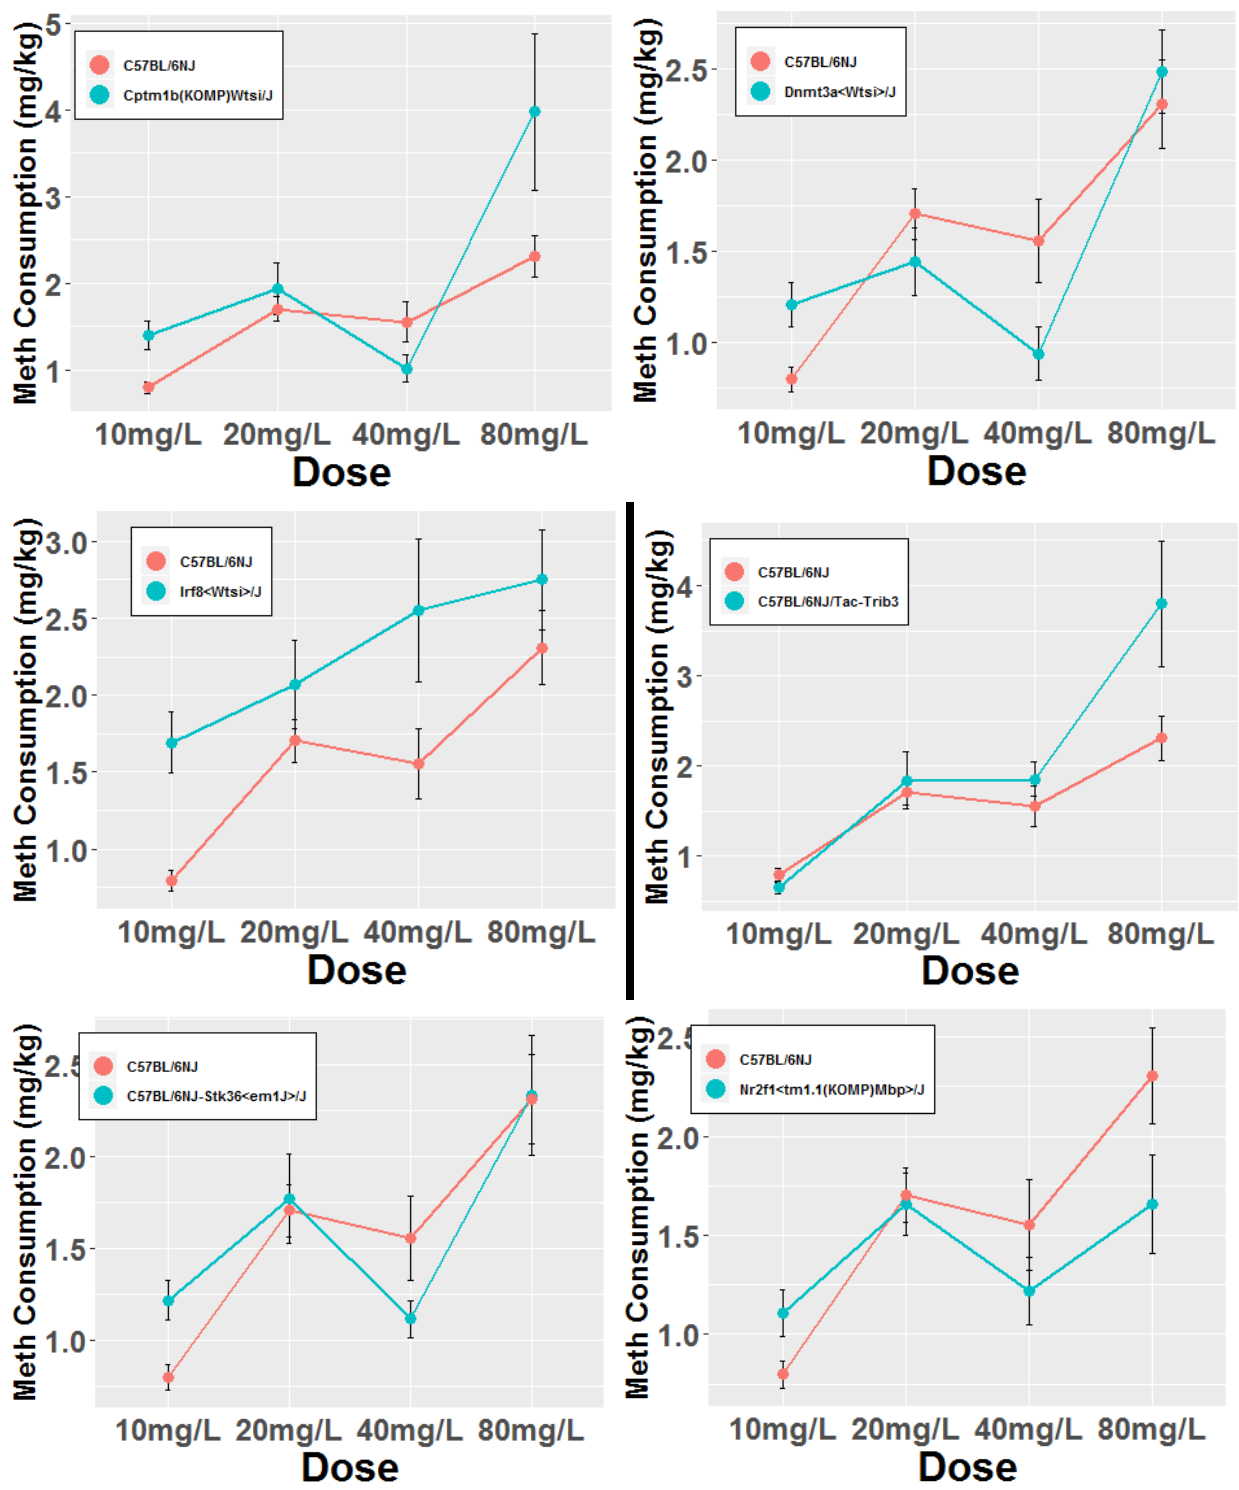 Meth Consumption (mg/kg)
5
4
3
2
1
C57BL/6NJ
Cptm1b(KOMP)Wtsi/J
10mg/L 20mg/L 40mg/L 80mg/L
Dose
Meth Consumption (mg/kg)
2.5
2.0
1.5
1.0
C57BL/6NJ
Dnmt3a<Wtsi>/J
10mg/L 20mg/L 40mg/L 80mg/L
Dose
Meth Consumption (mg/kg)
3.0
2.5
2.0
1.5
1.0
C57BL/6NJ
Irf8<Wtsi>/J
10mg/L 20mg/L 40mg/L 80mg/L
Dose
Meth Consumption (mg/kg)
4
3
2
1
C57BL/6NJ
C57BL/6NJ/Tac-Trib3
10mg/L 20mg/L 40mg/L 80mg/L
Dose
Meth Consumption (mg/kg)
2.5
2.0
1.5
1.0
C57BL/6NJ
C57BL/6NJ-Stk36<em1J>/J
10mg/L 20mg/L 40mg/L 80mg/L
Dose
Meth Consumption (mg/kg)
2.5
2.0
1.5
1.0
C57BL/6NJ
Nr2f1<tm1.1(KOMP)Mbp>/J
10mg/L 20mg/L 40mg/L 80mg/L
Dose